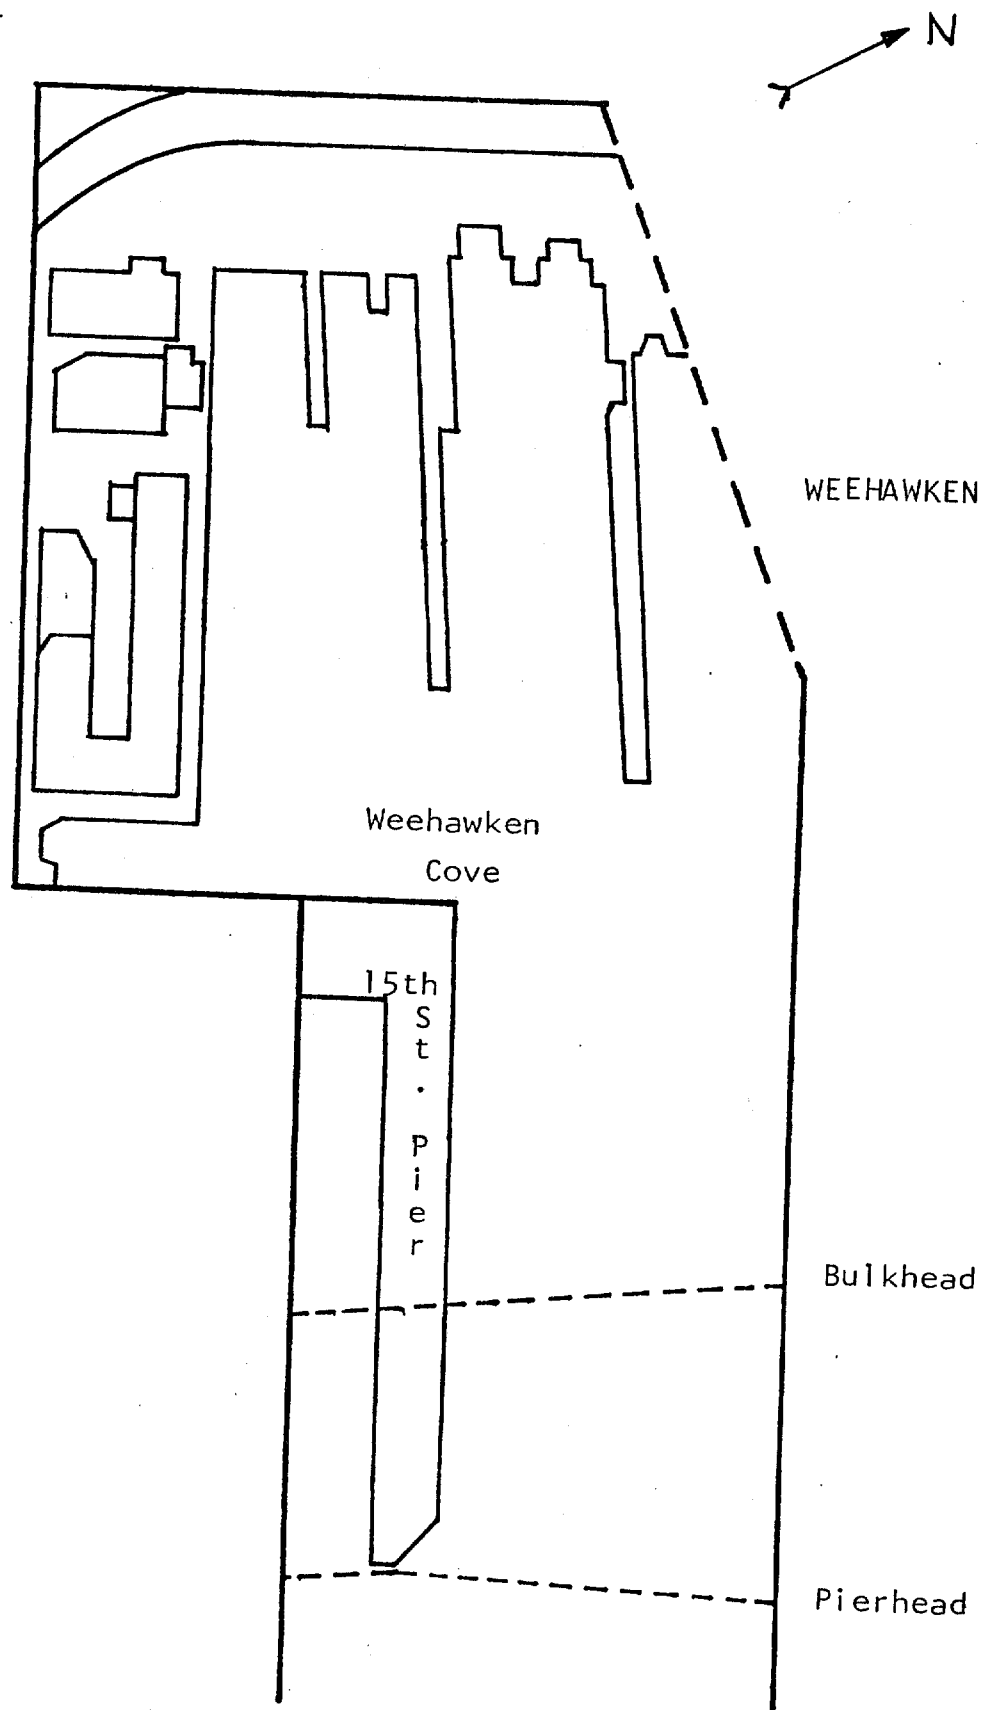 N
WEEHAWKEN
Weehawken
Cove
15th
St. Pier
Bulkhead
Pierhead